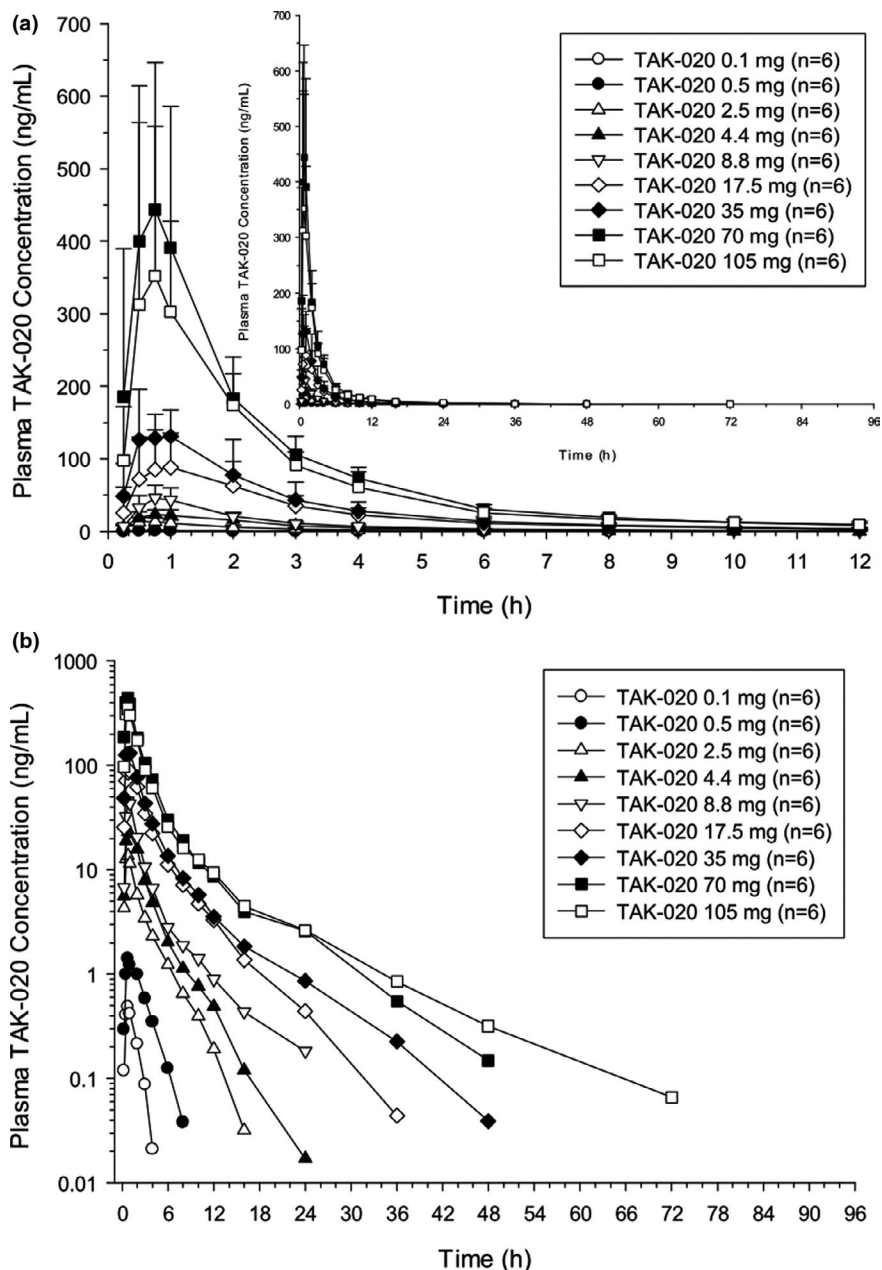 (a)
700
600
500
400
300
200
100
0
Plasma TAK-020 Concentration (ng/mL)
0 1 2 3 4 5 6 7 8 9 10 11 12
Time (h)
700
600
500
400
300
200
100
0
Plasma TAK-020 Concentration (ng/mL)
0 12 24 36 48 60 72 84 96
Time (h)
TAK-020 0.1 mg (n=6)
TAK-020 0.5 mg (n=6)
TAK-020 2.5 mg (n=6)
TAK-020 4.4 mg (n=6)
TAK-020 8.8 mg (n=6)
TAK-020 17.5 mg (n=6)
TAK-020 35 mg (n=6)
TAK-020 70 mg (n=6)
TAK-020 105 mg (n=6)
(b)
1000
100
10
1
0.1
0.01
Plasma TAK-020 Concentration (ng/mL)
0 6 12 18 24 30 36 42 48 54 60 66 72 78 84 90 96
Time (h)
TAK-020 0.1 mg (n=6)
TAK-020 0.5 mg (n=6)
TAK-020 2.5 mg (n=6)
TAK-020 4.4 mg (n=6)
TAK-020 8.8 mg (n=6)
TAK-020 17.5 mg (n=6)
TAK-020 35 mg (n=6)
TAK-020 70 mg (n=6)
TAK-020 105 mg (n=6)